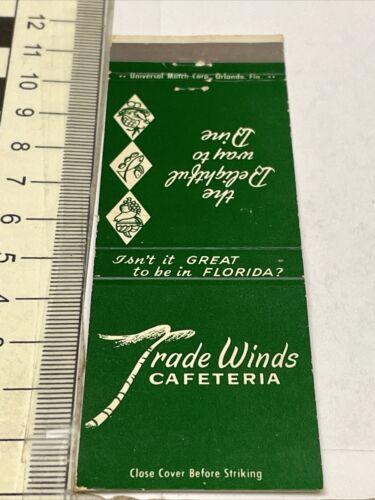 Universal Match Corp., Orlando, Fla.
the
Delightful
way to
Dine
Isn't it GREAT
to be in FLORIDA?
Trade Winds
CAFETERIA
Close Cover Before Striking
12
11
10
9
8
7
6
5
4
3